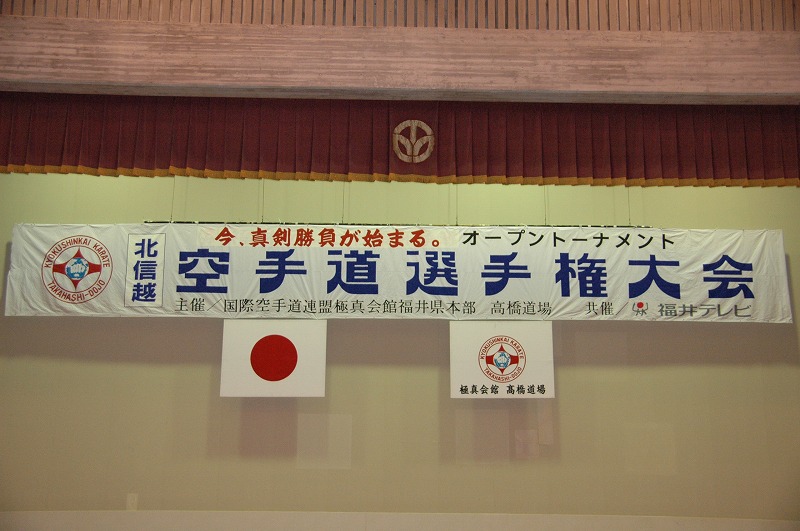 今、真剣勝負が始まる。 オープントーナメント
北信越
空手道選手権大会
主催／国際空手道連盟極真会館福井県本部 高橋道場 共催／福井テレビ
KYOKUSHINKAI KARATE
TAKAHASHI-DOJO
KYOKUSHINKAI KARATE
TAKAHASHI-DOJO
極真会館 高橋道場